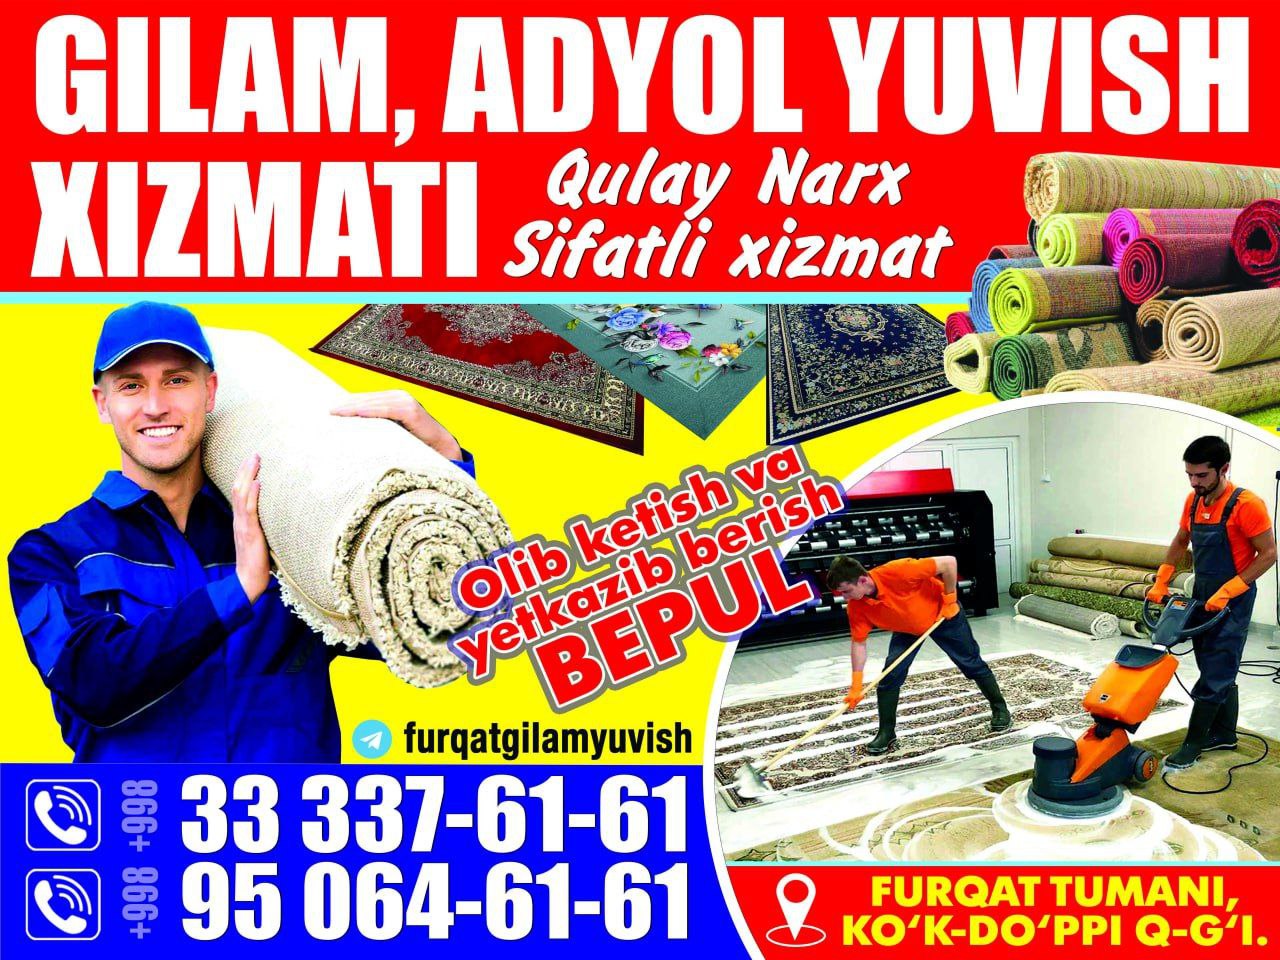 GILAM, ADYOL YUVISH
XIZMATI
Qulay Narx
Sifatli xizmat
Olib ketish va
yetkazib berish
BEPUL
furqatgilamyuvish
+998 33 337-61-61
+998 95 064-61-61
FURQAT TUMANI,
KO‘K-DO‘PPI Q-G‘I.